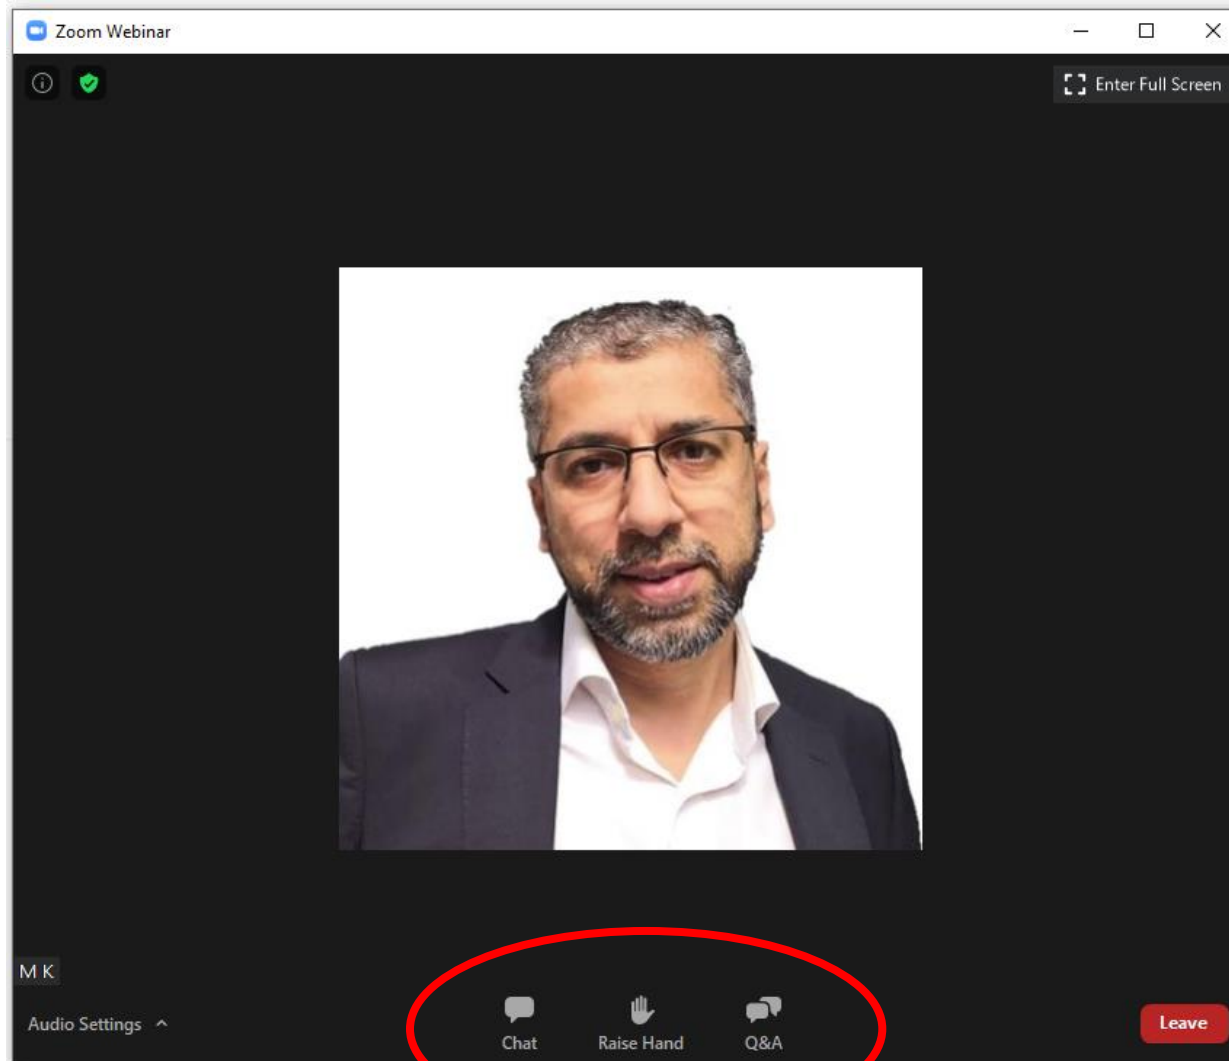 Zoom Webinar
Enter Full Screen
M K
Audio Settings
Chat Raise Hand Q&A
Leave